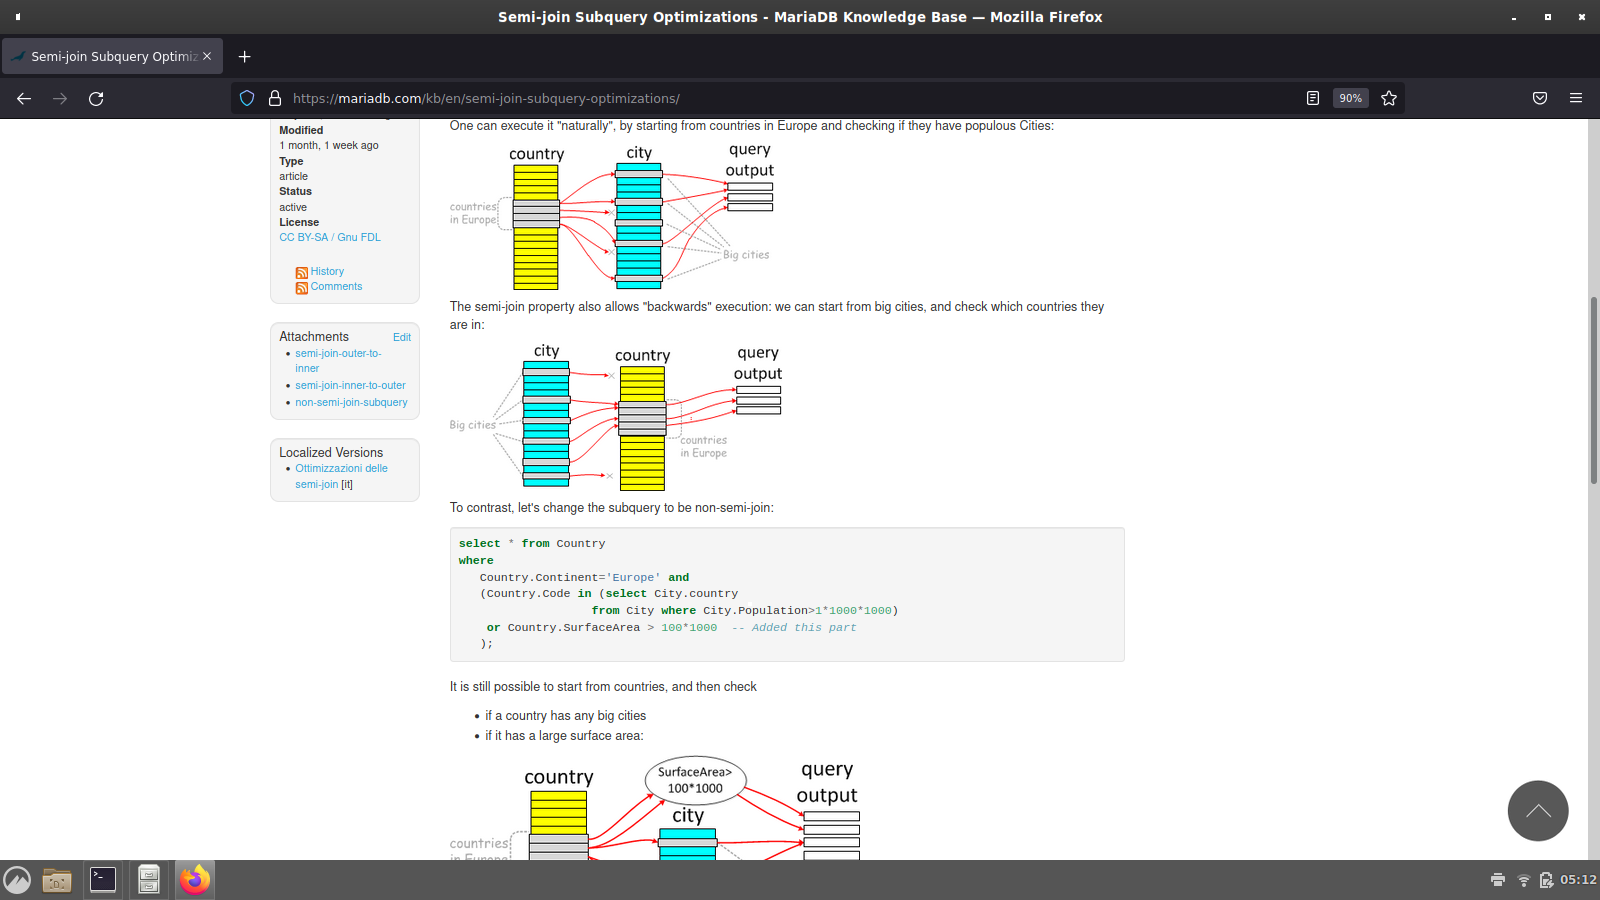 Semi-join Subquery Optimizations - MariaDB Knowledge Base — Mozilla Firefox
Semi-join Subquery Optimiz
https://mariadb.com/kb/en/semi-join-subquery-optimizations/
90%
Modified
1 month, 1 week ago
Type
article
Status
active
License
CC BY-SA / Gnu FDL
History
Comments
Attachments
Edit
semi-join-outer-to-
inner
semi-join-inner-to-outer
non-semi-join-subquery
Localized Versions
Ottimizzazioni delle
semi-join [it]
One can execute it "naturally", by starting from countries in Europe and checking if they have populous Cities:
country
city
query
output
countries
in Europe
Big cities
The semi-join property also allows "backwards" execution: we can start from big cities, and check which countries they
are in:
city
country
query
output
Big cities
countries
in Europe
To contrast, let's change the subquery to be non-semi-join:
select * from Country
where
Country.Continent='Europe' and
(Country.Code in (select City.country
from City where City.Population>1*1000*1000)
or Country.SurfaceArea > 100*1000 -- Added this part
);
It is still possible to start from countries, and then check
if a country has any big cities
if it has a large surface area:
country
SurfaceArea>
100*1000
city
query
output
countries
in Europe
05:12